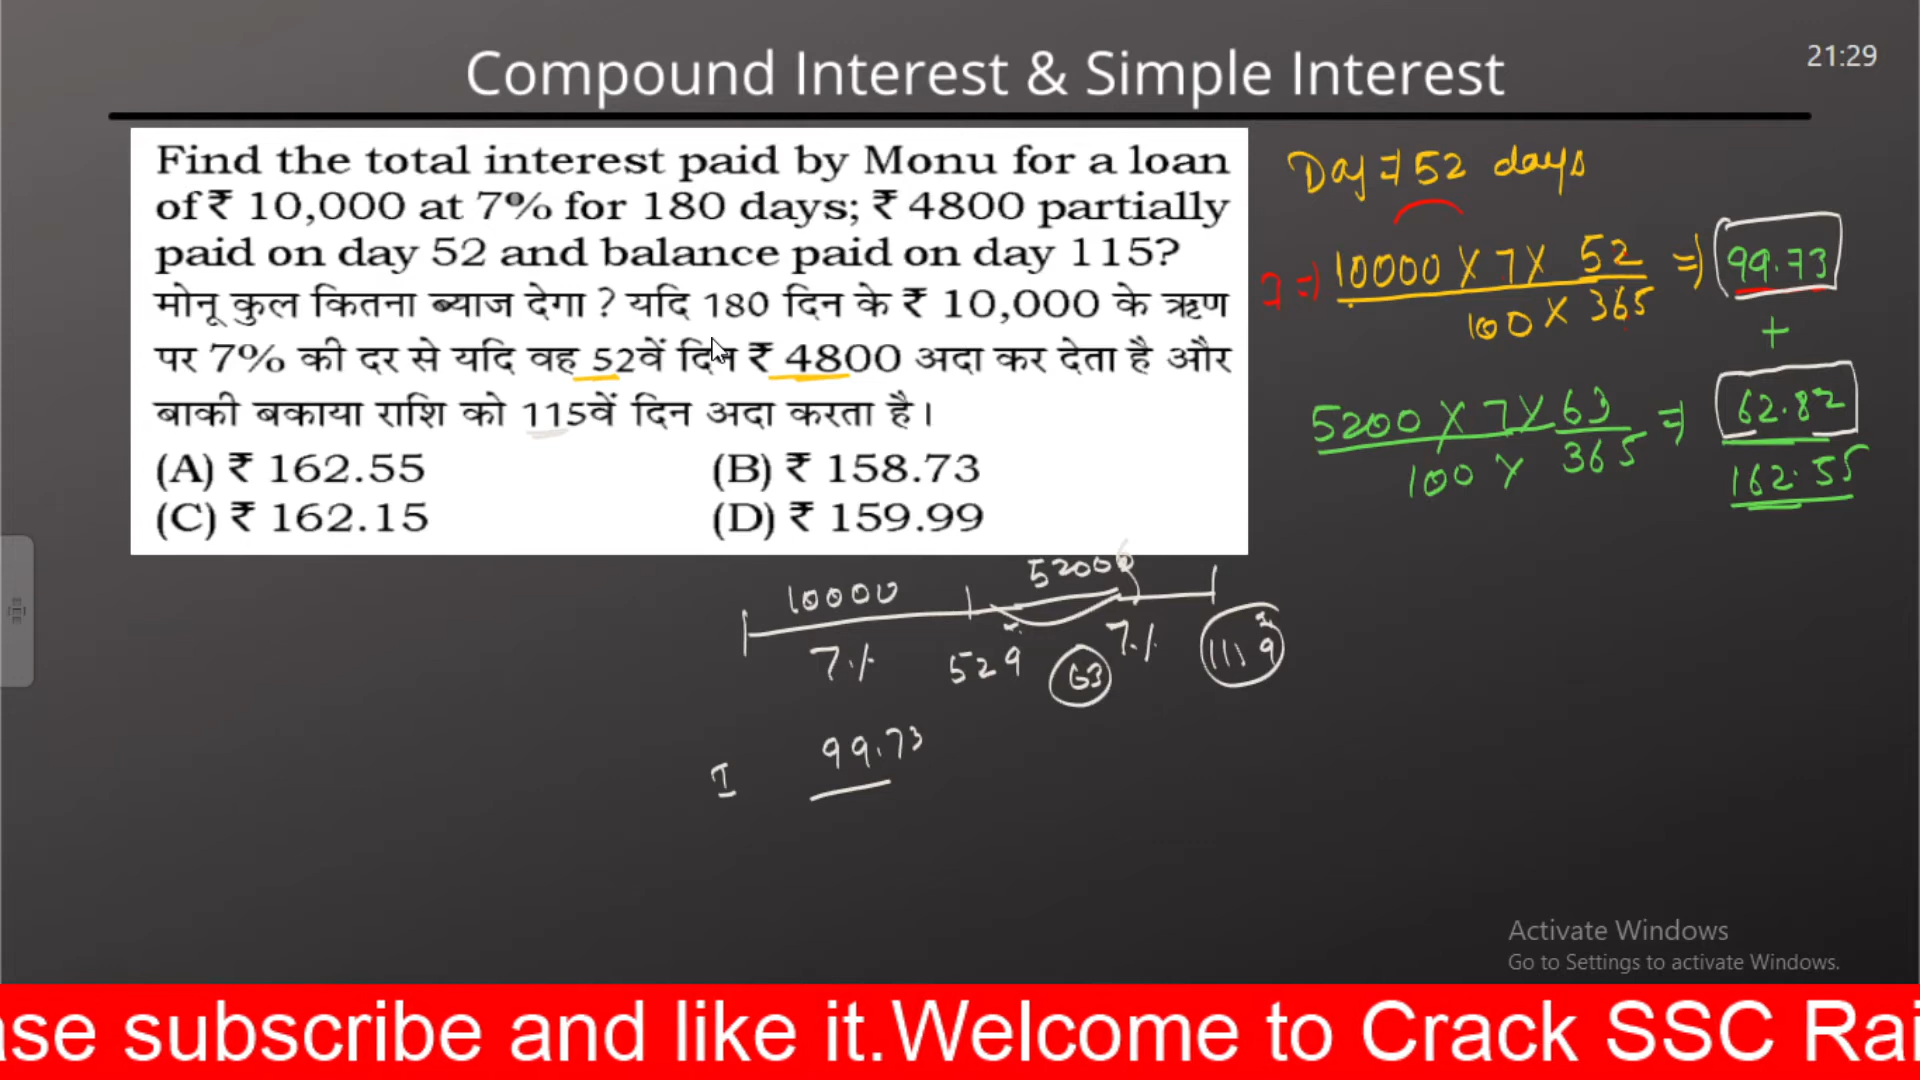 Compound Interest & Simple Interest
21:29
Find the total interest paid by Monu for a loan
of ₹ 10,000 at 7% for 180 days; ₹ 4800 partially
paid on day 52 and balance paid on day 115?
मोनू कुल कितना ब्याज देगा ? यदि 180 दिन के ₹ 10,000 के ऋण
पर 7% की दर से यदि वह 52वें दिन ₹ 4800 अदा कर देता है और
बाकी बकाया राशि को 115वें दिन अदा करता है।
(A) ₹ 162.55 (B) ₹ 158.73
(C) ₹ 162.15 (D) ₹ 159.99
Day = 52 days
10000 X 7 X 52 => 99.73
100 X 365
+
5200 X 7 X 63 => 62.82
100 X 365
162.55
10000 5200
7% 52 63 7%
I 99.73
Activate Windows
Go to Settings to activate Windows.
ase subscribe and like it.Welcome to Crack SSC Rai